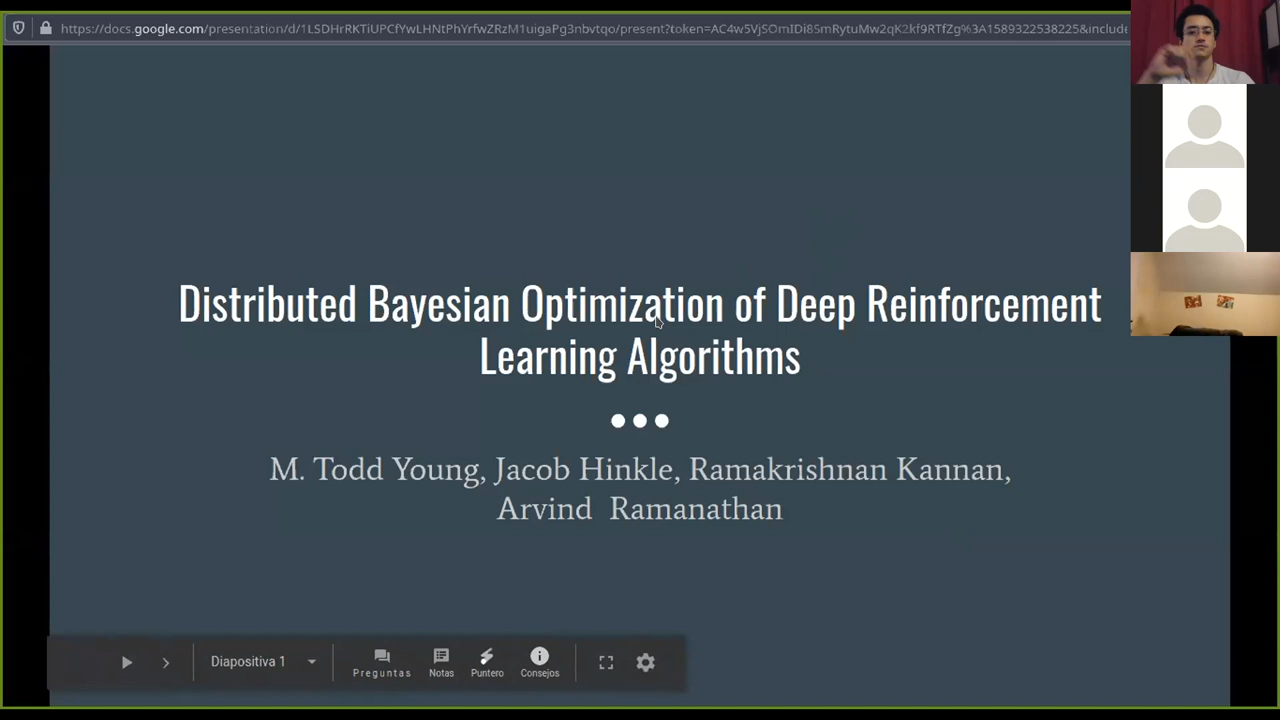 https://docs.google.com/presentation/d/1LSDHrRKTiUPCfYwLHNtPhYrfwZRzM1uigaPg3nbvtqo/present?token=AC4w5VjSOmIDi8SmRytuMw2qK2kf9RTfZg%3A1589322538225&include
Distributed Bayesian Optimization of Deep Reinforcement
Learning Algorithms
M. Todd Young, Jacob Hinkle, Ramakrishnan Kannan,
Arvind Ramanathan
Diapositiva 1
Preguntas
Notas
Puntero
Consejos